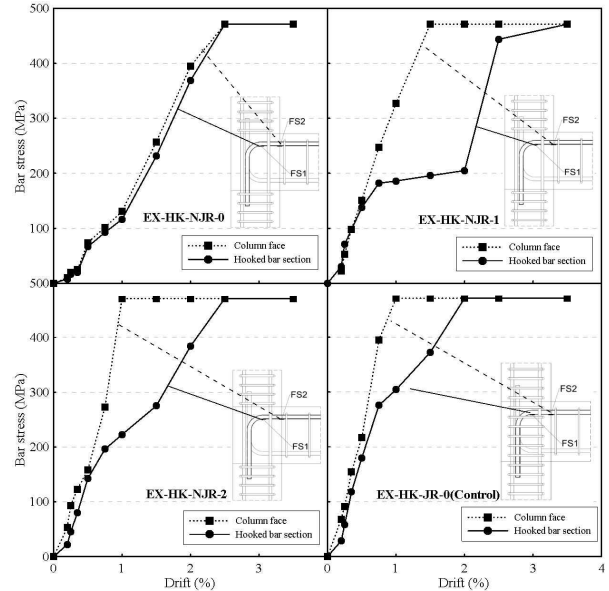 500
400
300
200
100
500
400
300
200
100
0
Bar stress (MPa)
Bar stress (MPa)
FS2
FS1
EX-HK-NJR-0
Column face
Hooked bar section
FS2
FS1
EX-HK-NJR-1
Column face
Hooked bar section
FS2
FS1
EX-HK-NJR-2
Column face
Hooked bar section
FS2
FS1
EX-HK-JR-0(Control)
Column face
Hooked bar section
0 1 2 3 0 1 2 3 4
Drift (%) Drift (%)